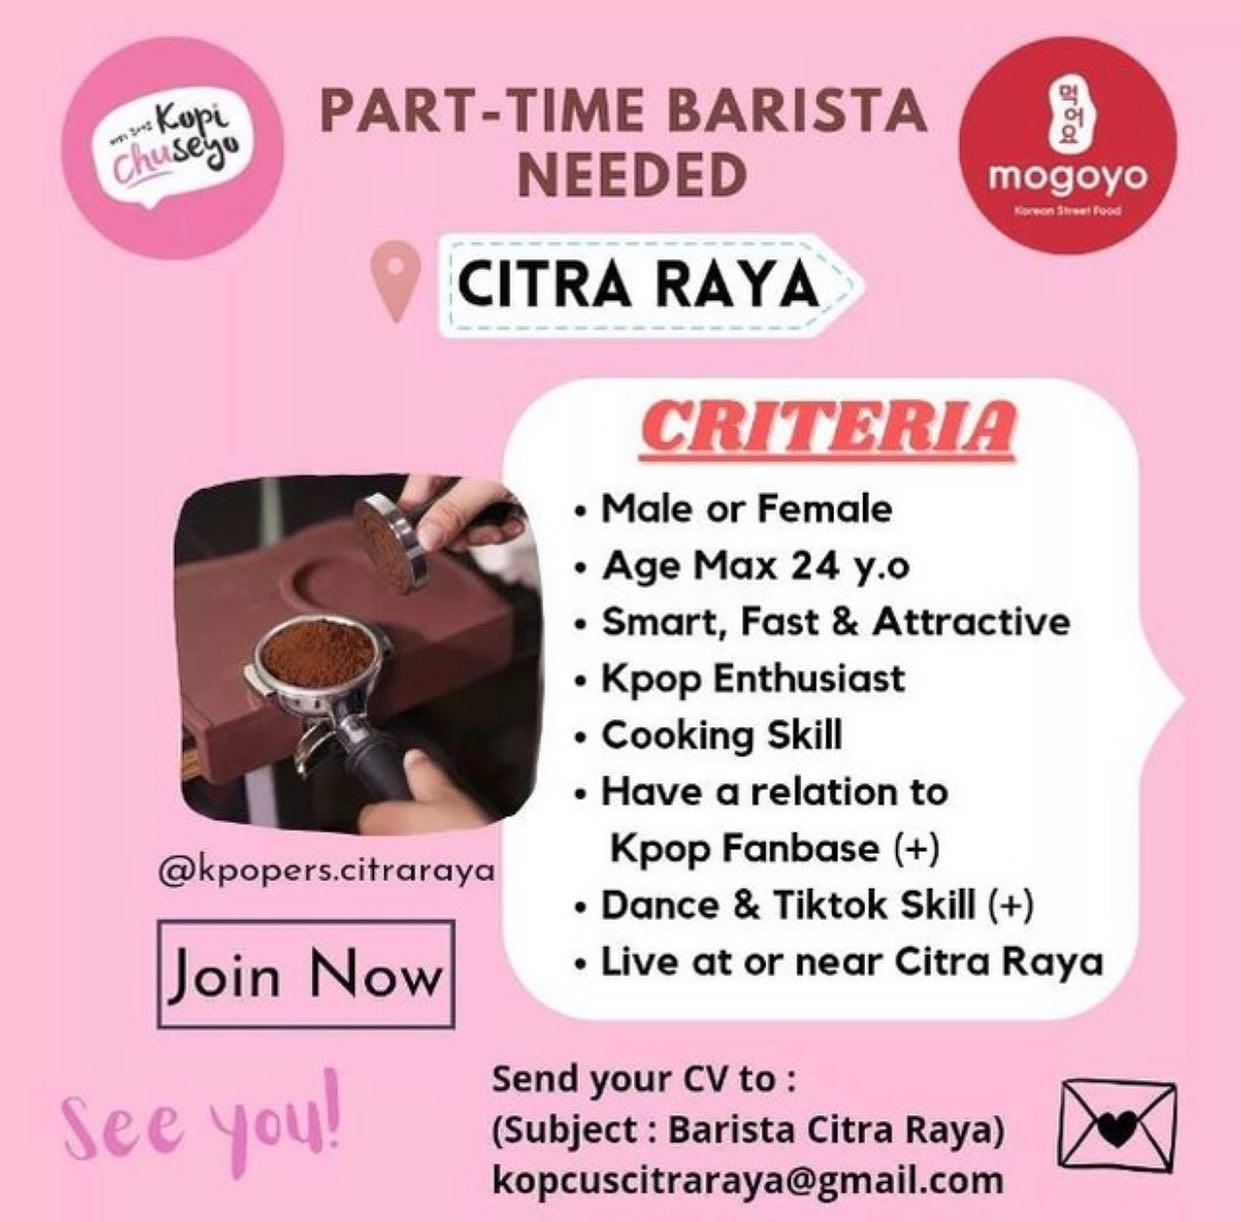 Kopi
chuseyo
PART-TIME BARISTA
NEEDED
먹
어
요
mogoyo
Korean Street Food
CITRA RAYA
CRITERIA
• Male or Female
• Age Max 24 y.o
• Smart, Fast & Attractive
• Kpop Enthusiast
• Cooking Skill
• Have a relation to
Kpop Fanbase (+)
• Dance & Tiktok Skill (+)
• Live at or near Citra Raya
@kpopers.citraraya
Join Now
See you!
Send your CV to :
(Subject : Barista Citra Raya)
kopcuscitraraya@gmail.com